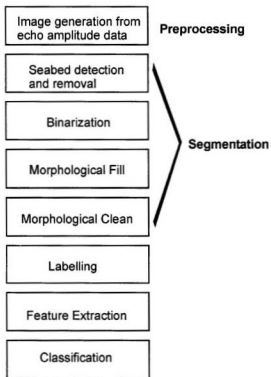 Image generation from
echo amplitude data
Preprocessing
Seabed detection
and removal
Binarization
Morphological Fill
Segmentation
Morphological Clean
Labelling
Feature Extraction
Classification